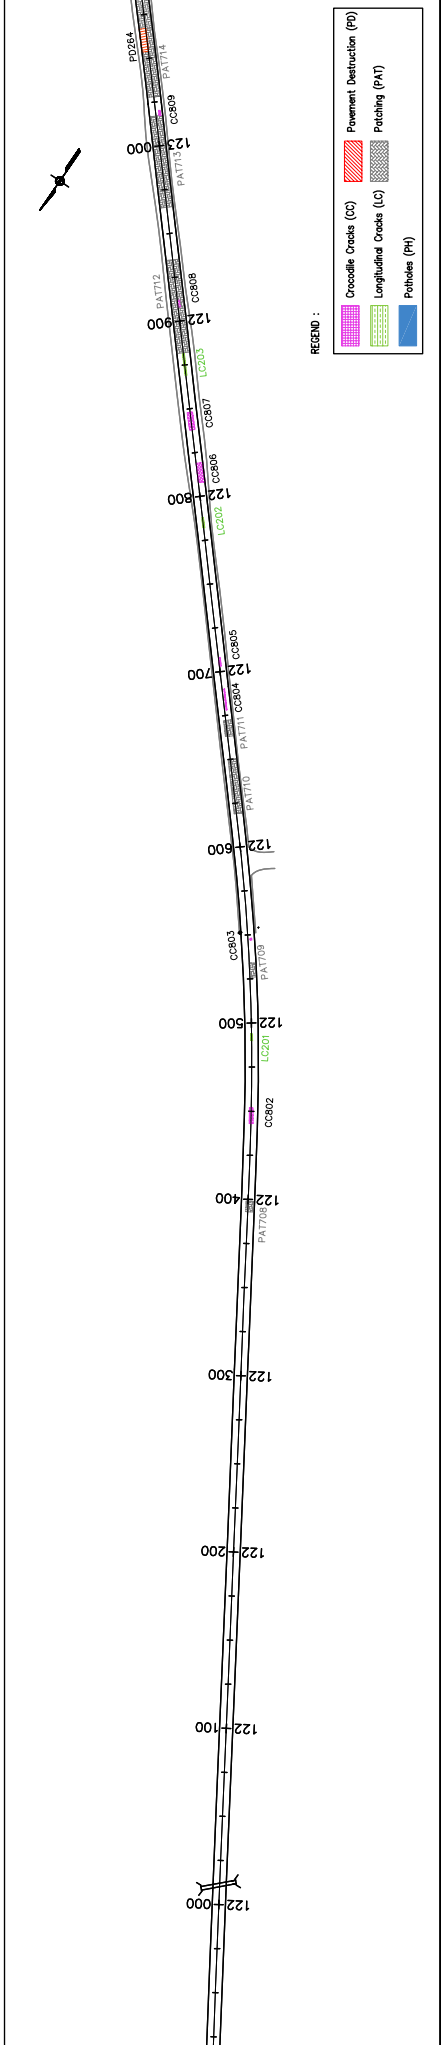 PD264
PAT714
CC809
123 000
PAT713
PAT712
CC808
122 900
LC203
CC807
CC806
122 800
LC202
CC805
122 700
CC804
PAT711
PAT710
122 600
CC803
PAT709
122 500
LC201
CC802
122 400
PAT708
122 300
122 200
122 100
122 000
REGEND :
Crocodile Cracks (CC)
Pavement Destruction (PD)
Longitudinal Cracks (LC)
Patching (PAT)
Potholes (PH)